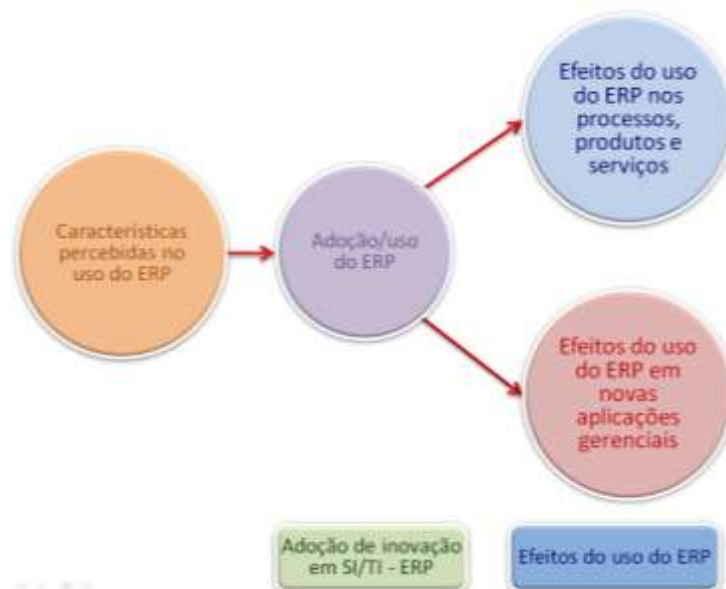 Características
percebidas no
uso do ERP
Adoção/uso
do ERP
Efeitos do uso
do ERP nos
processos,
produtos e
serviços
Efeitos do uso
do ERP em
novas
aplicações
gerenciais
Adoção de inovação
em SI/TI - ERP
Efeitos do uso do ERP